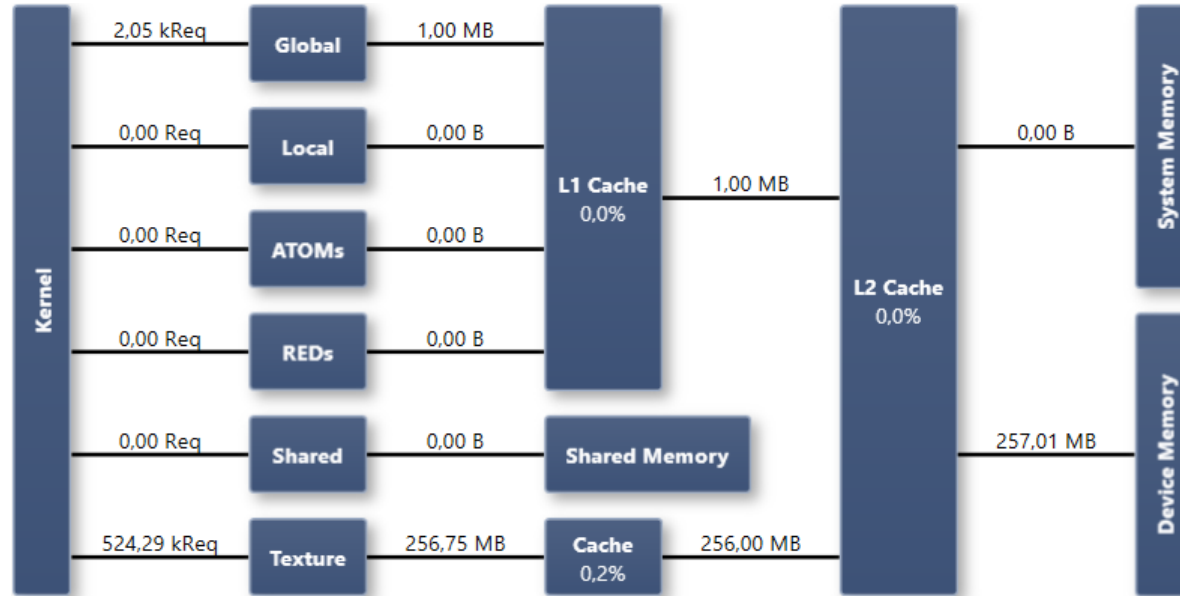 Kernel
2,05 kReq
Global
1,00 MB
0,00 Req
Local
0,00 B
0,00 Req
ATOMs
0,00 B
0,00 Req
REDs
0,00 B
L1 Cache
0,0%
1,00 MB
0,00 Req
Shared
0,00 B
Shared Memory
524,29 kReq
Texture
256,75 MB
Cache
0,2%
256,00 MB
L2 Cache
0,0%
0,00 B
System Memory
257,01 MB
Device Memory